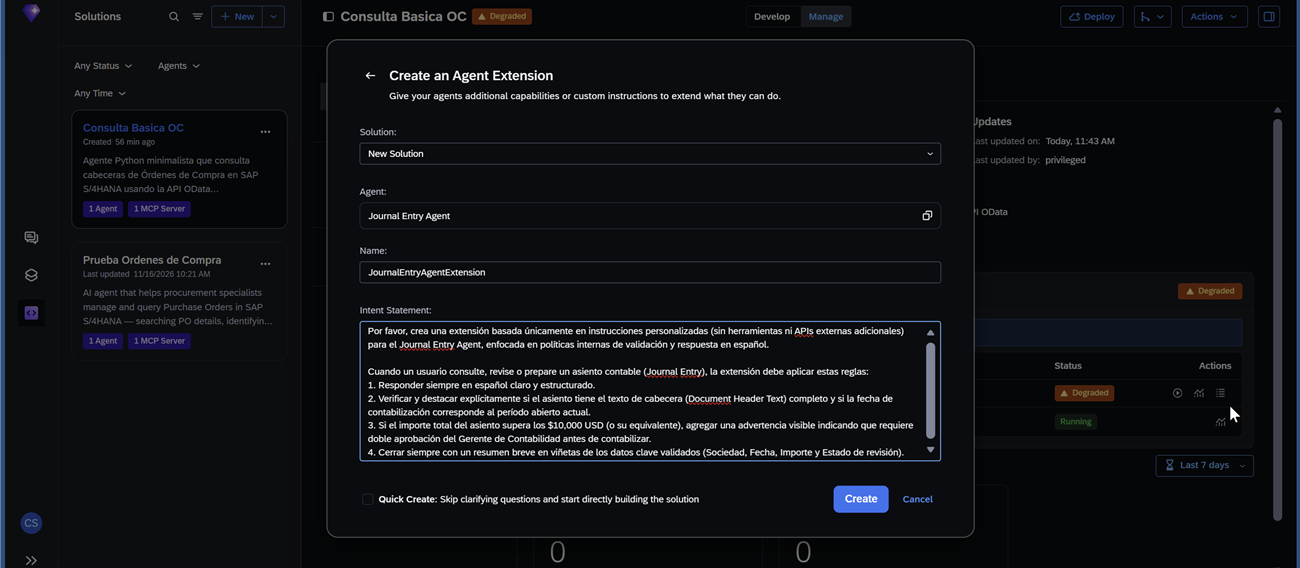 Solutions
New
Consulta Basica OC
Degraded
Develop
Manage
Deploy
Actions
Any Status
Agents
Any Time
Consulta Basica OC
Created 56 min ago
Agente Python minimalista que consulta
cabeceras de Órdenes de Compra en SAP
S/4HANA usando la API OData...
1 Agent
1 MCP Server
Prueba Ordenes de Compra
Last updated 11/16/2026 10:21 AM
AI agent that helps procurement specialists
manage and query Purchase Orders in SAP
S/4HANA — searching PO details, identifyin...
1 Agent
1 MCP Server
CS
Create an Agent Extension
Give your agents additional capabilities or custom instructions to extend what they can do.
Solution:
New Solution
Agent:
Journal Entry Agent
Name:
JournalEntryAgentExtension
Intent Statement:
Por favor, crea una extensión basada únicamente en instrucciones personalizadas (sin herramientas ni APIs externas adicionales)
para el Journal Entry Agent, enfocada en políticas internas de validación y respuesta en español.
Cuando un usuario consulte, revise o prepare un asiento contable (Journal Entry), la extensión debe aplicar estas reglas:
1. Responder siempre en español claro y estructurado.
2. Verificar y destacar explícitamente si el asiento tiene el texto de cabecera (Document Header Text) completo y si la fecha de
contabilización corresponde al período abierto actual.
3. Si el importe total del asiento supera los $10,000 USD (o su equivalente), agregar una advertencia visible indicando que requiere
doble aprobación del Gerente de Contabilidad antes de contabilizar.
4. Cerrar siempre con un resumen breve en viñetas de los datos clave validados (Sociedad, Fecha, Importe y Estado de revisión).
Quick Create: Skip clarifying questions and start directly building the solution
Create
Cancel
Updates
ast updated on: Today, 11:43 AM
ast updated by: privileged
PI OData
Degraded
Status
Actions
Degraded
Running
Last 7 days
0
0